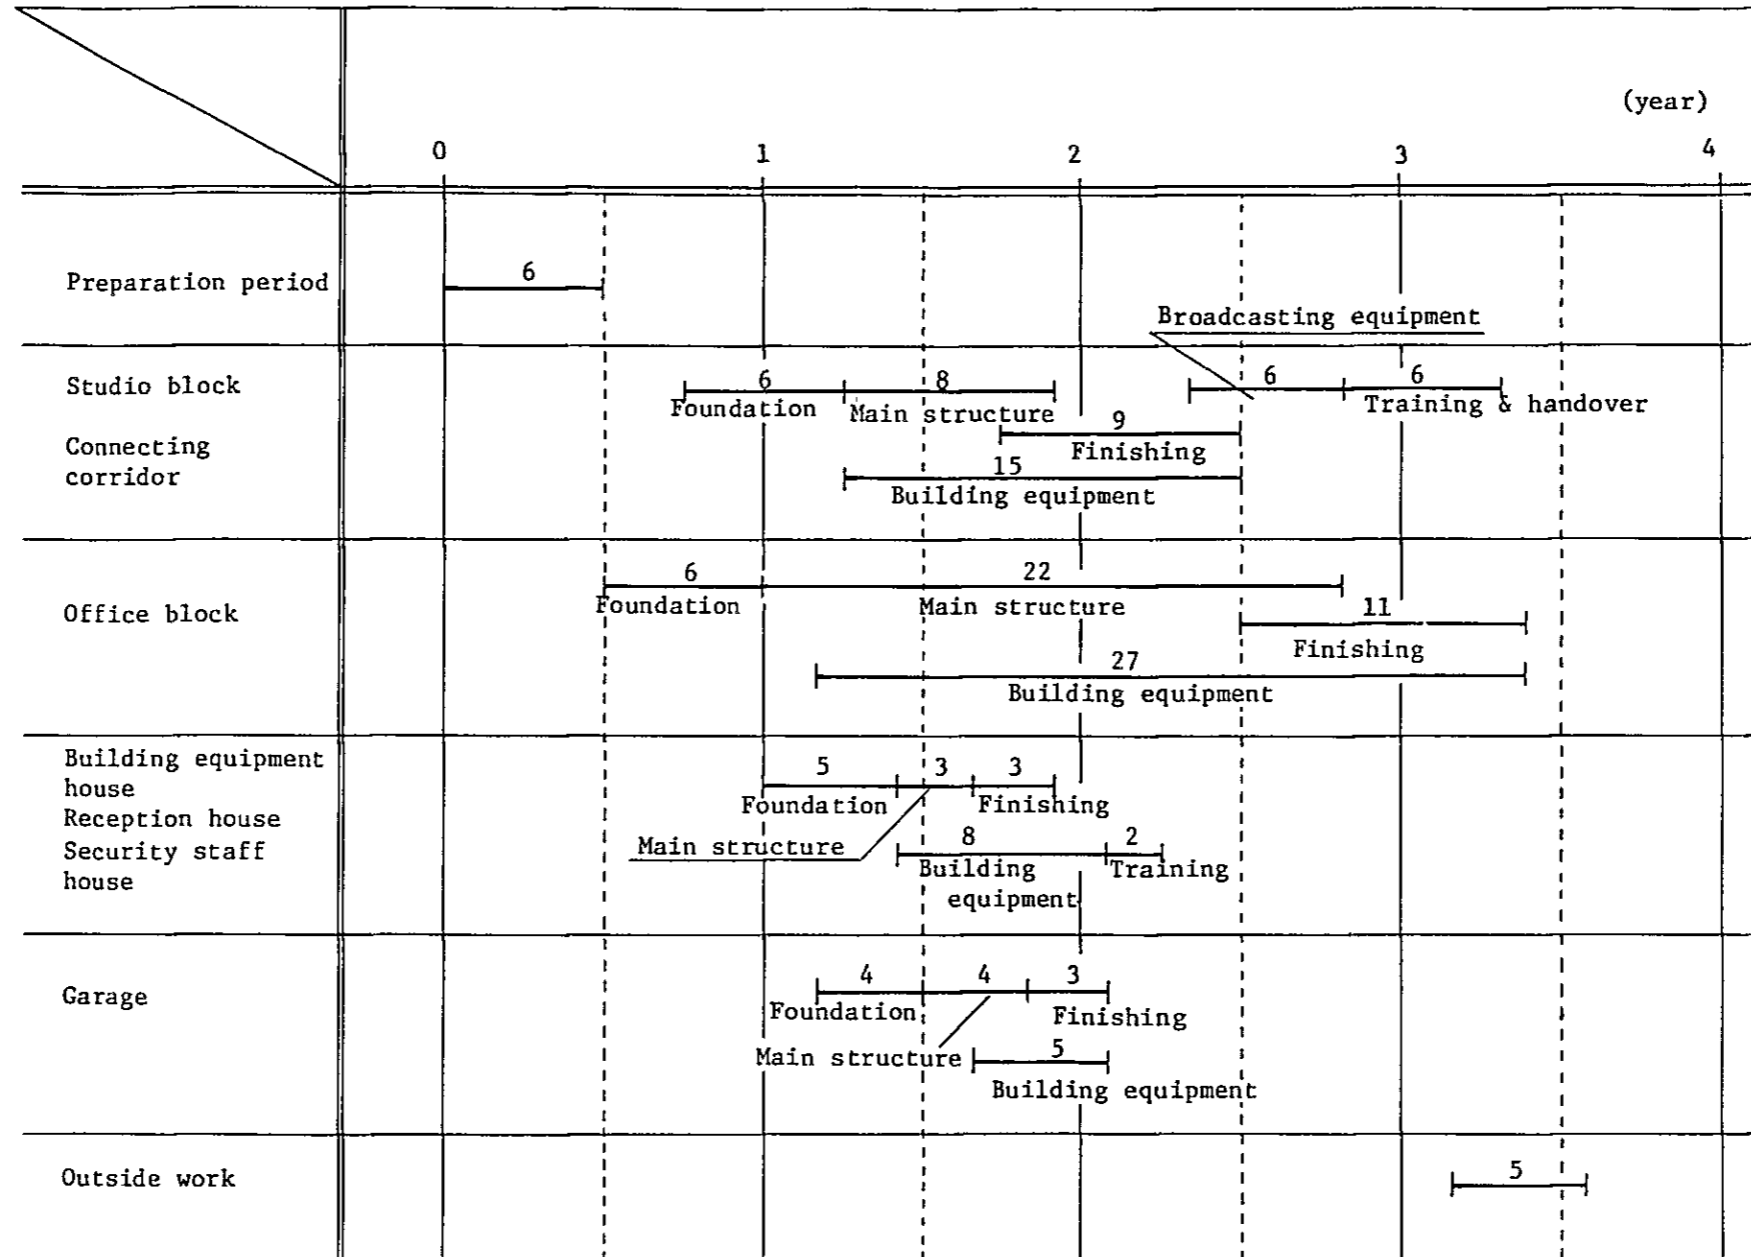 (year)
0 1 2 3 4
Preparation period
6
Broadcasting equipment
Studio block
6 8 6 6
Foundation Main structure Training & handover
Connecting
corridor
9
Finishing
15
Building equipment
Office block
6 22
Foundation Main structure
11
Finishing
27
Building equipment
Building equipment
house
Reception house
Security staff
house
5 3 3
Foundation Finishing
Main structure
8 2
Building Training
equipment
Garage
4 4 3
Foundation Finishing
Main structure
5
Building equipment
Outside work
5